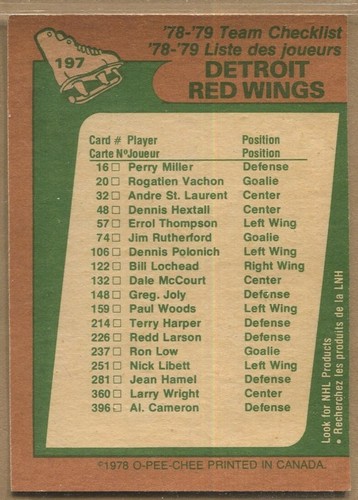 197
'78-'79 Team Checklist
'78-'79 Liste des joueurs
DETROIT
RED WINGS
Card # Player Position
Carte Nº Joueur Position
16 Perry Miller Defense
20 Rogatien Vachon Goalie
32 Andre St. Laurent Center
48 Dennis Hextall Center
57 Errol Thompson Left Wing
74 Jim Rutherford Goalie
106 Dennis Polonich Left Wing
122 Bill Lochead Right Wing
132 Dale McCourt Center
148 Greg. Joly Defense
159 Paul Woods Left Wing
214 Terry Harper Defense
226 Redd Larson Defense
237 Ron Low Goalie
251 Nick Libett Left Wing
281 Jean Hamel Defense
360 Larry Wright Center
396 Al. Cameron Defense
Look for NHL Products
• Recherchez les produits de la LNH
©1978 O-PEE-CHEE PRINTED IN CANADA.